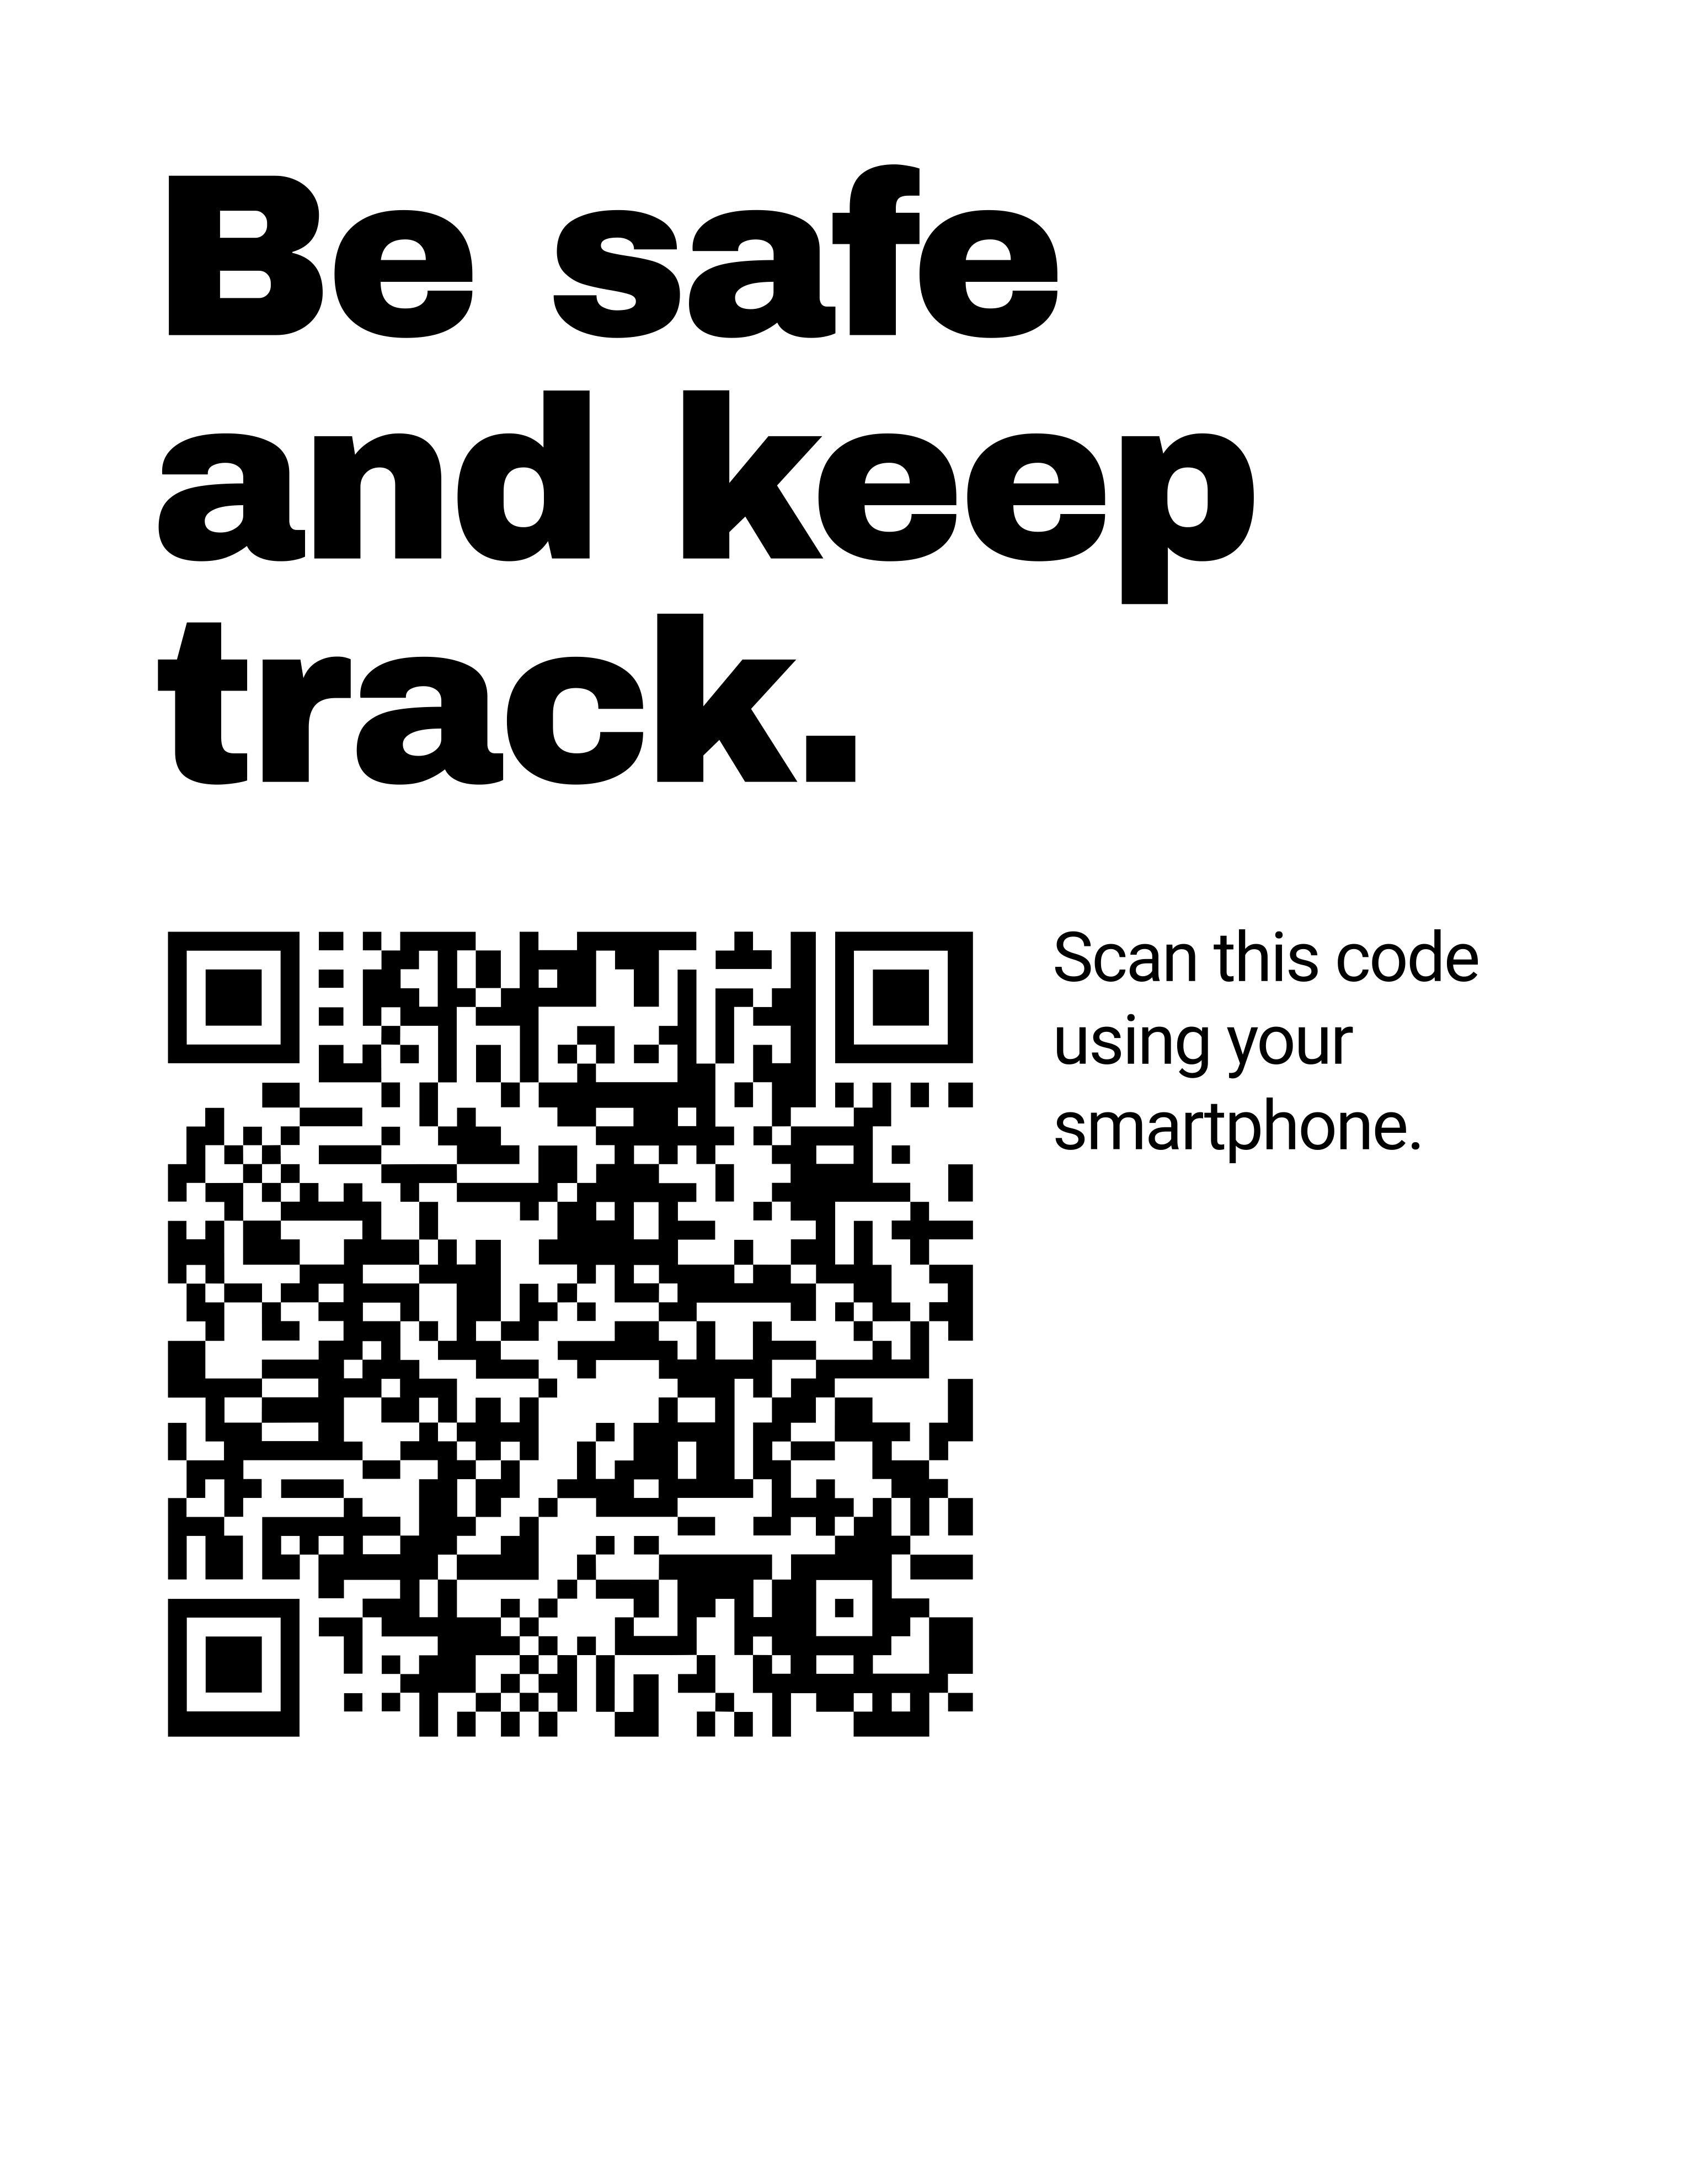 Be safe
and keep
track.
Scan this code
using your
smartphone.